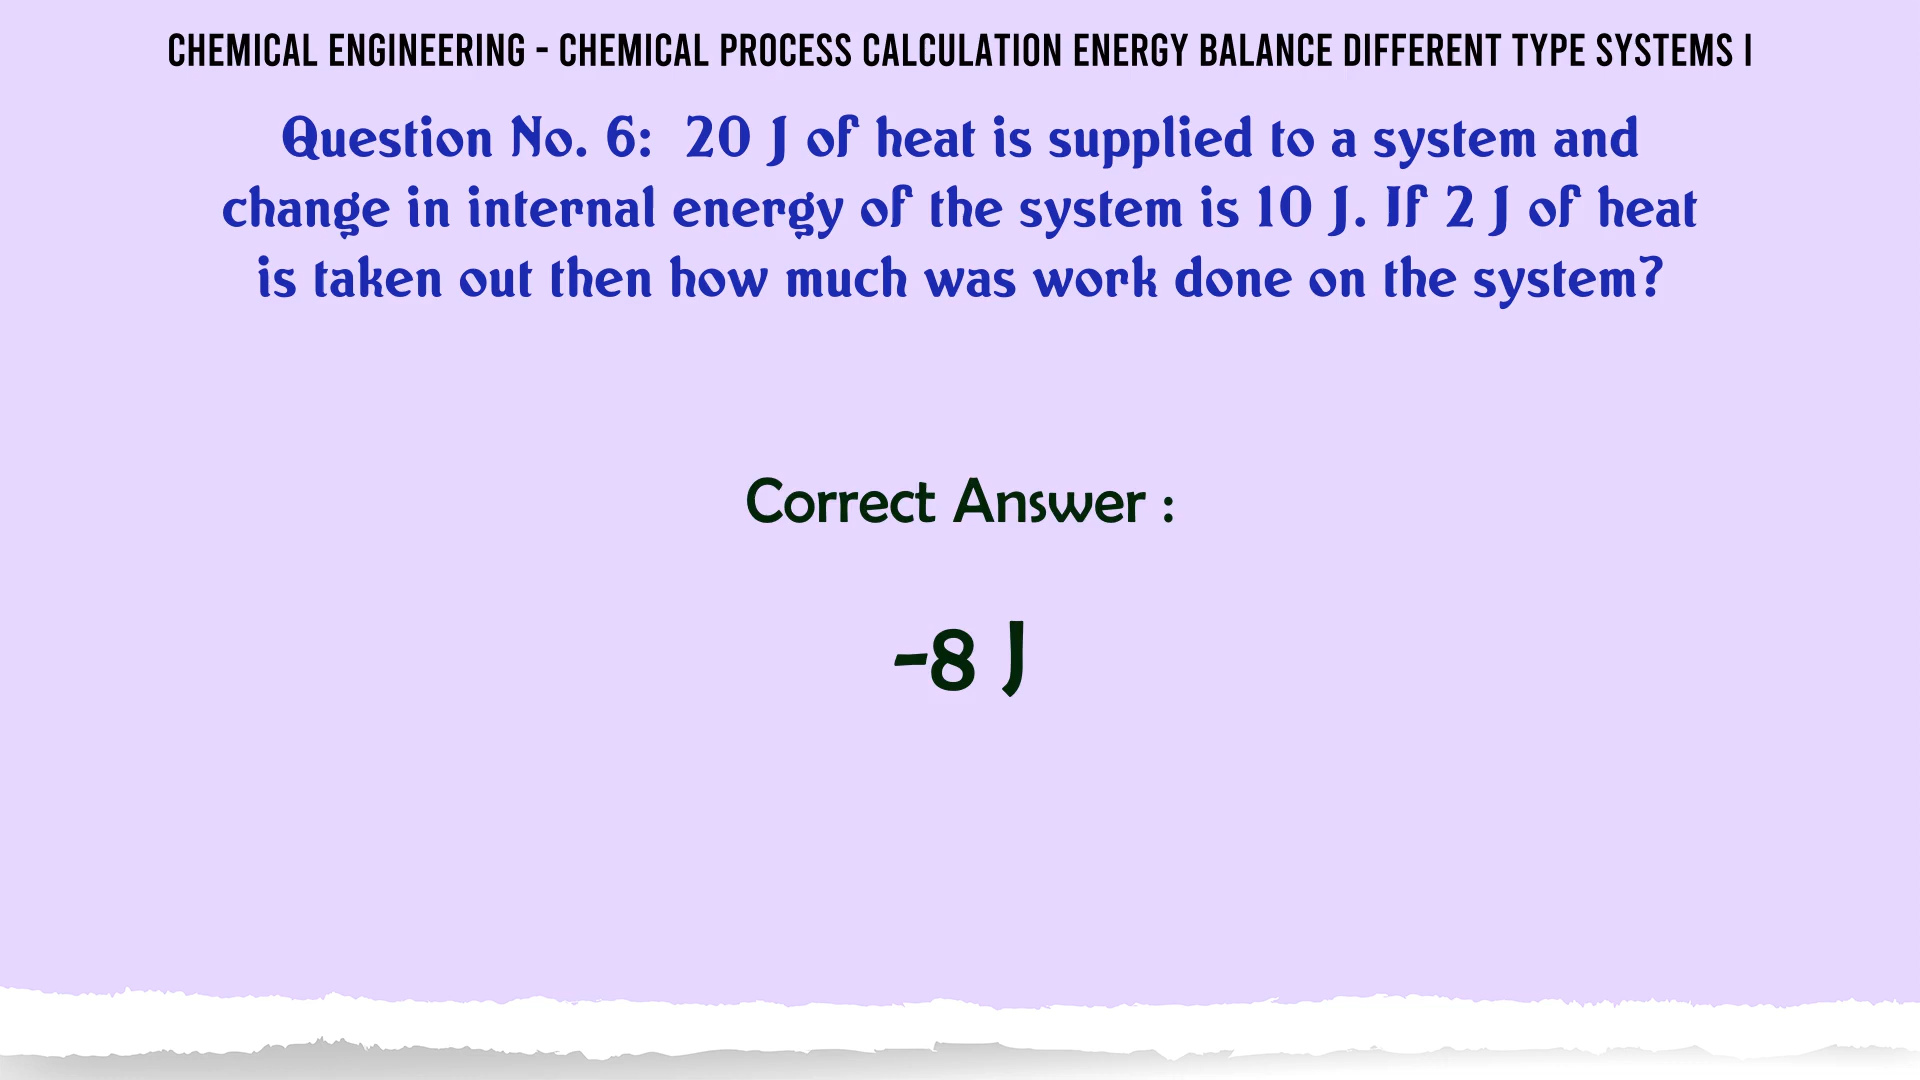 CHEMICAL ENGINEERING - CHEMICAL PROCESS CALCULATION ENERGY BALANCE DIFFERENT TYPE SYSTEMS I
Question No. 6: 20 J of heat is supplied to a system and
change in internal energy of the system is 10 J. If 2 J of heat
is taken out then how much was work done on the system?
Correct Answer :
-8 J